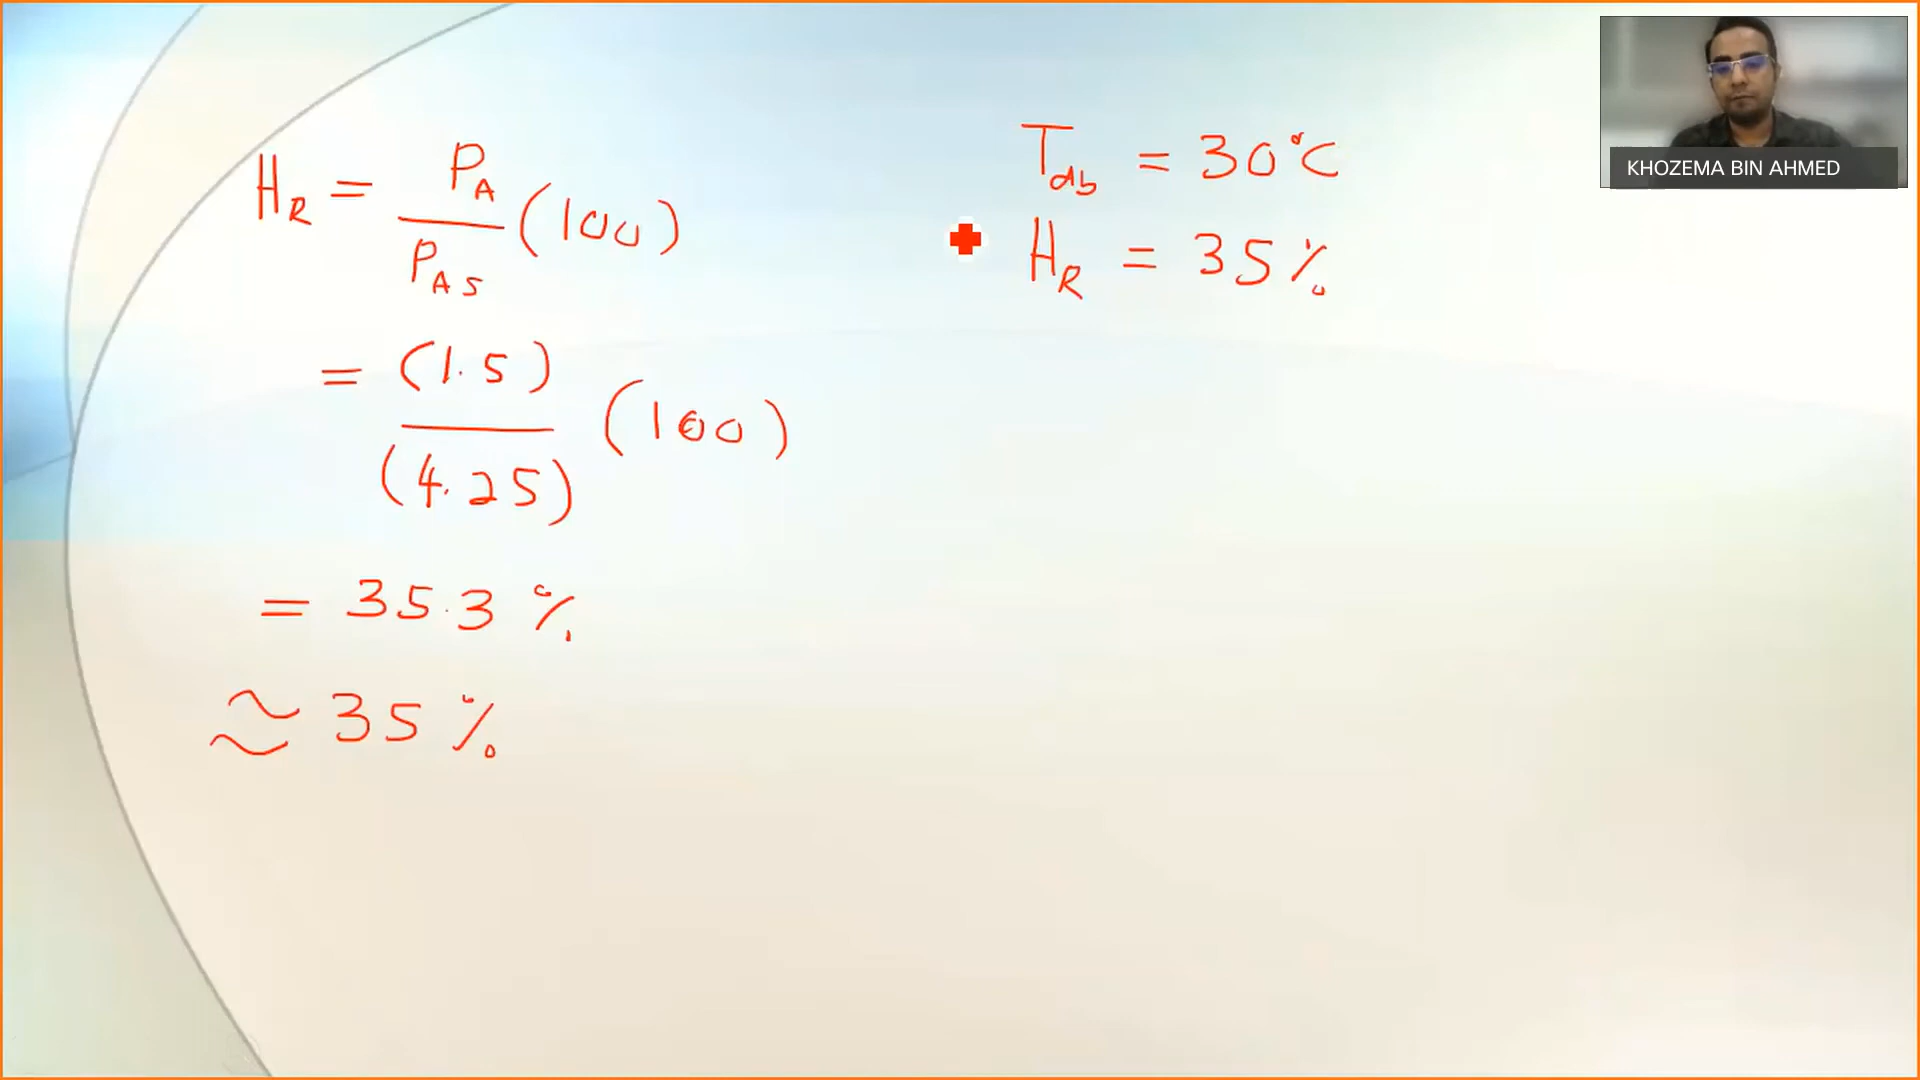 H_R = P_A / P_AS (100)
= (1.5) / (4.25) (100)
= 35.3 %
≈ 35 %
T_db = 30°C
H_R = 35 %
KHOZEMA BIN AHMED